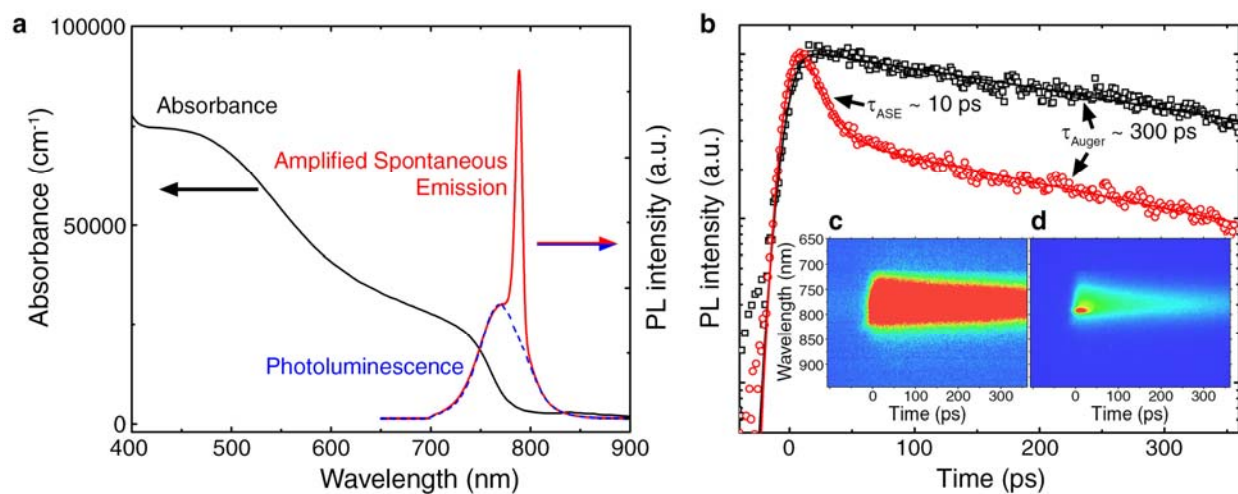 a
100000
50000
0
Absorbance (cm⁻¹)
Absorbance
Amplified Spontaneous
Emission
Photoluminescence
400 500 600 700 800 900
Wavelength (nm)
PL intensity (a.u.)
b
PL intensity (a.u.)
τASE ~ 10 ps
τAuger ~ 300 ps
c
650
700
750
800
850
900
Wavelength (nm)
0 100 200 300
Time (ps)
d
0 100 200 300
Time (ps)
0 100 200 300
Time (ps)